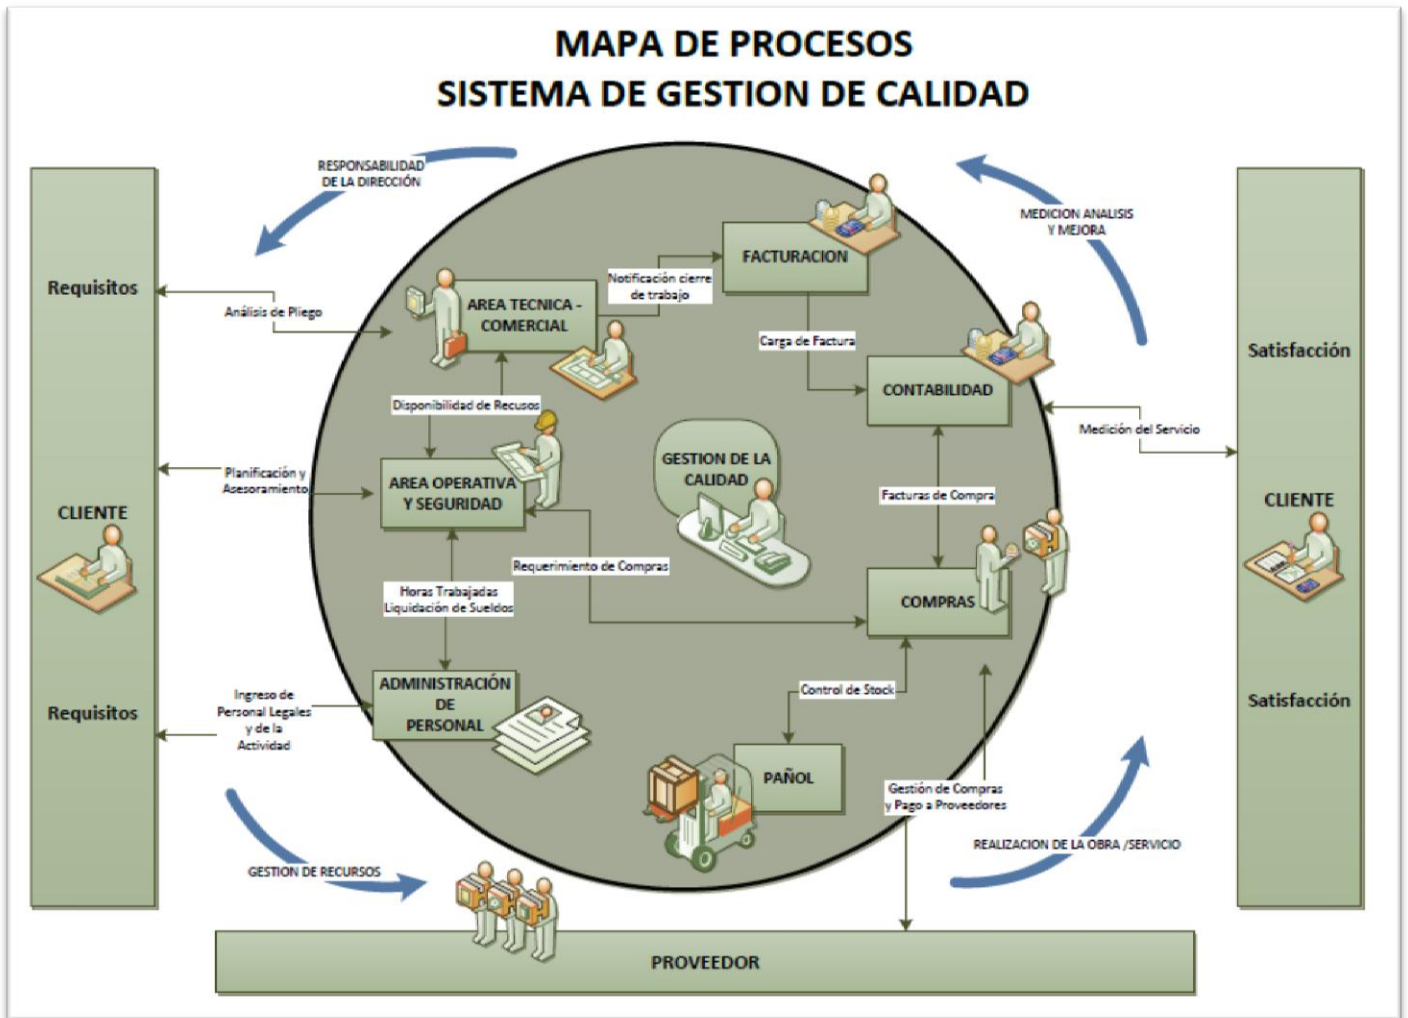 MAPA DE PROCESOS
SISTEMA DE GESTION DE CALIDAD
RESPONSABILIDAD
DE LA DIRECCIÓN
MEDICION ANALISIS
Y MEJORA
Requisitos
Análisis de Pliego
AREA TECNICA -
COMERCIAL
Notificación cierre
de trabajo
FACTURACION
Carga de Factura
CONTABILIDAD
Satisfacción
Disponibilidad de Recusos
Medición del Servicio
Planificación y
Asesoramiento
AREA OPERATIVA
Y SEGURIDAD
GESTION DE LA
CALIDAD
Facturas de Compra
CLIENTE
CLIENTE
Requerimiento de Compras
Horas Trabajadas
Liquidación de Sueldos
COMPRAS
Requisitos
Ingreso de
Personal Legales
y de la
Actividad
ADMINISTRACIÓN
DE
PERSONAL
Control de Stock
Satisfacción
PAÑOL
Gestión de Compras
y Pago a Proveedores
GESTION DE RECURSOS
REALIZACION DE LA OBRA /SERVICIO
PROVEEDOR